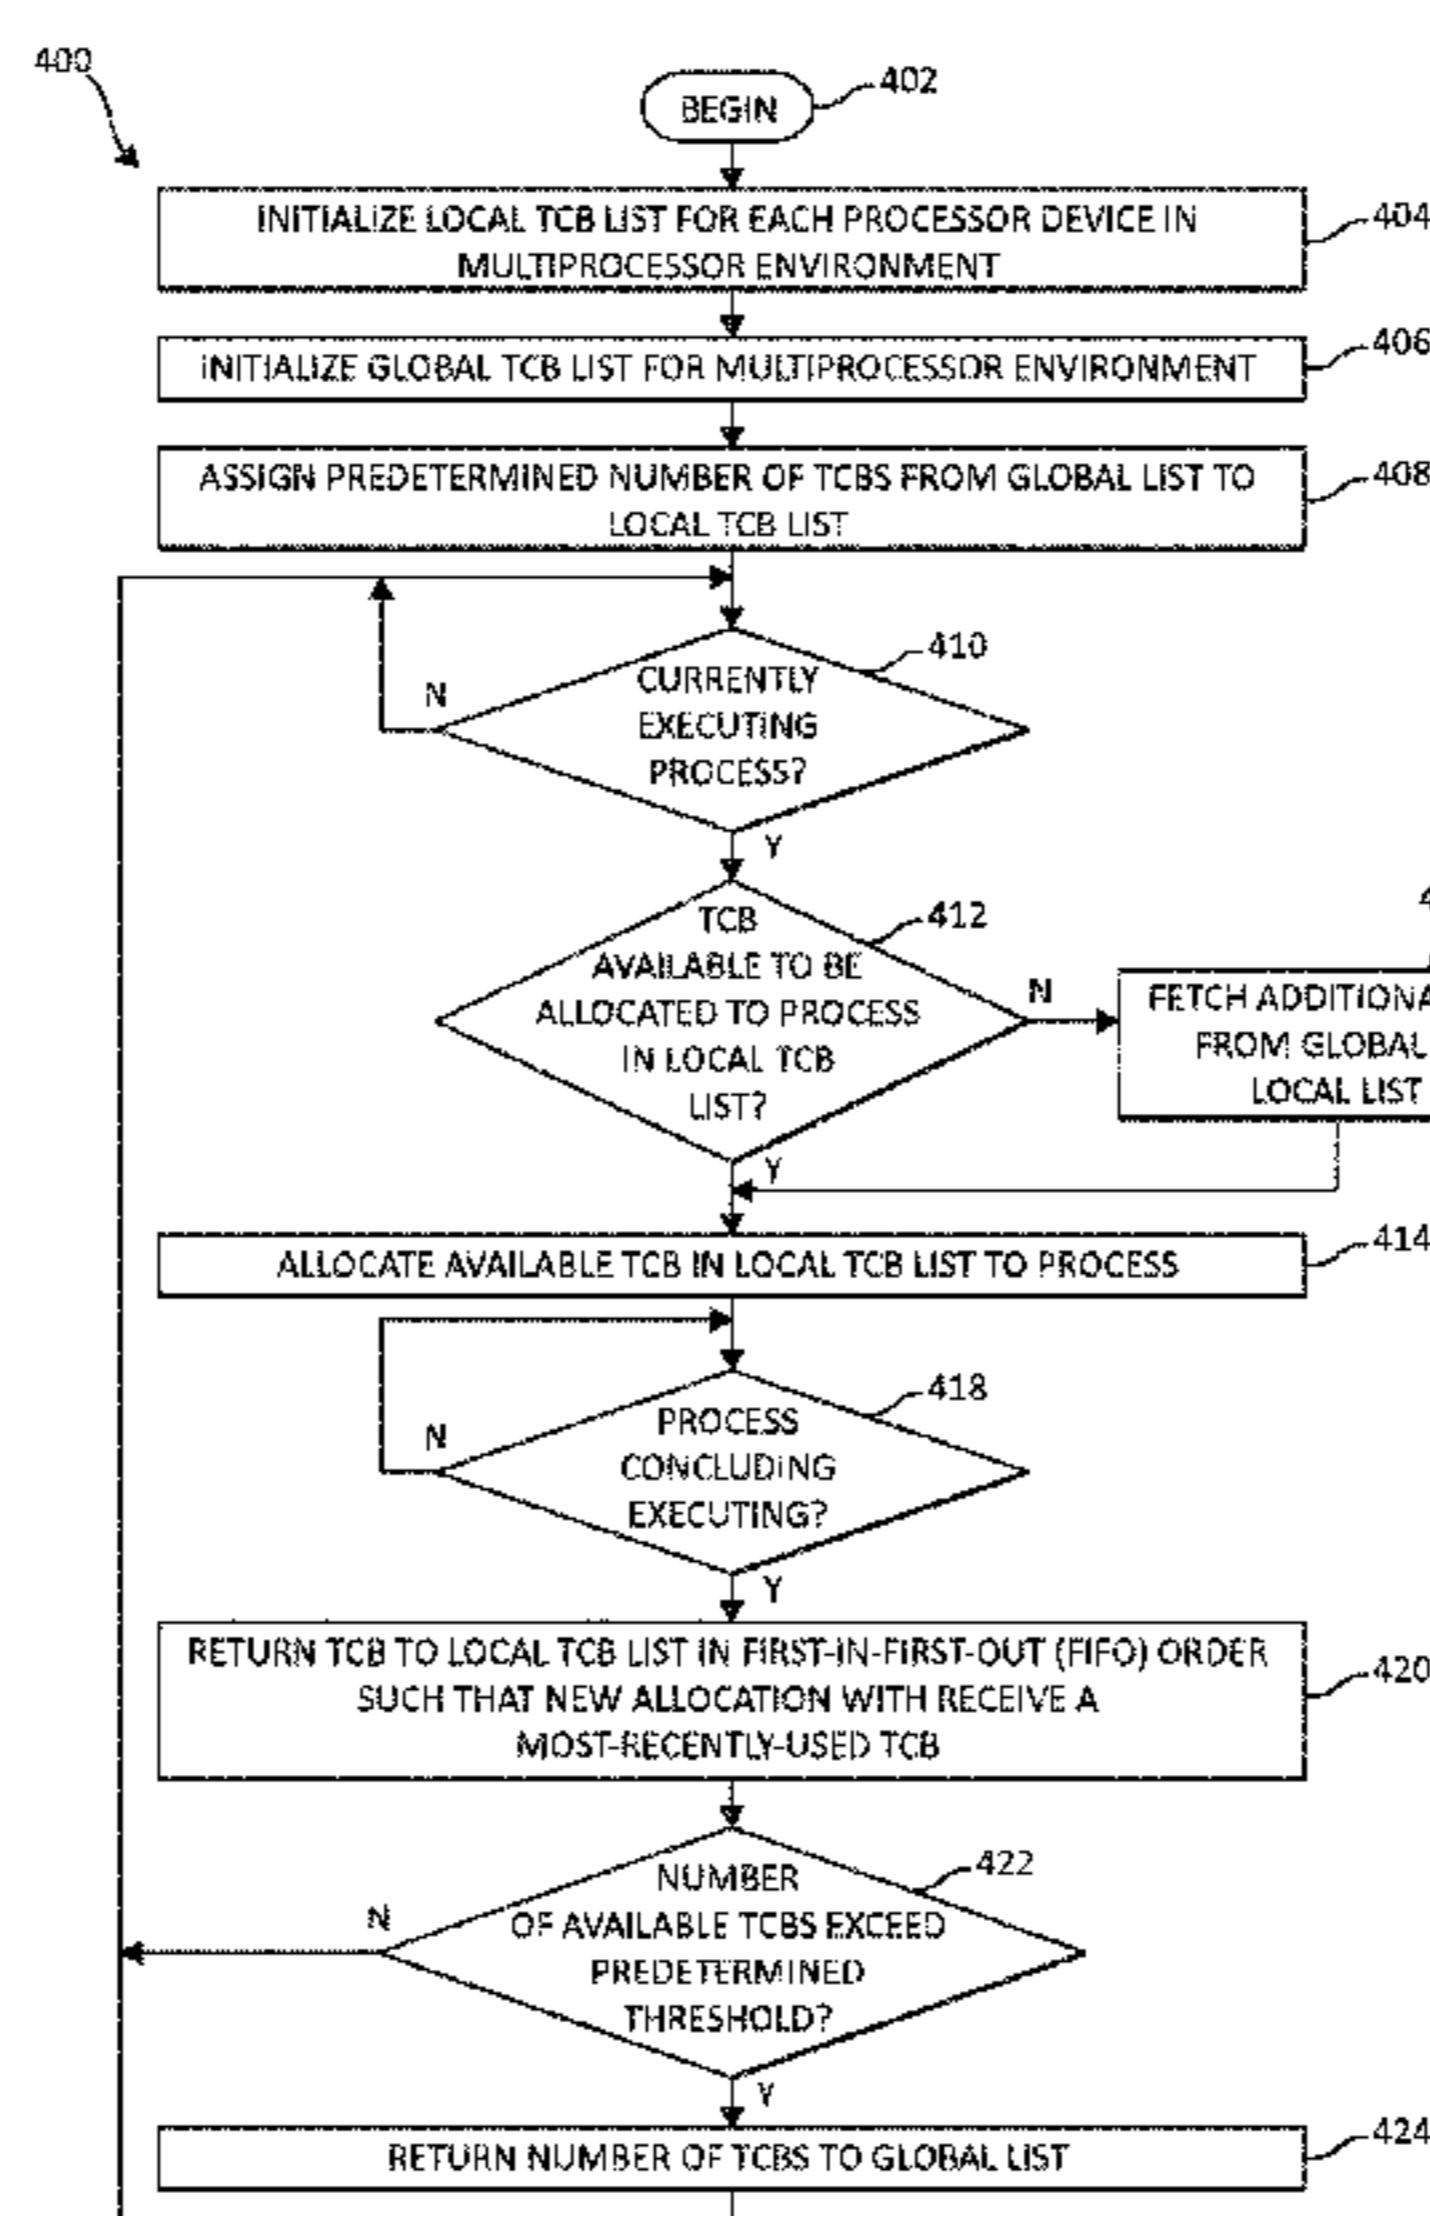 400
BEGIN
402
INITIALIZE LOCAL TCB LIST FOR EACH PROCESSOR DEVICE IN
MULTIPROCESSOR ENVIRONMENT
404
INITIALIZE GLOBAL TCB LIST FOR MULTIPROCESSOR ENVIRONMENT
406
ASSIGN PREDETERMINED NUMBER OF TCBS FROM GLOBAL LIST TO
LOCAL TCB LIST
408
CURRENTLY
EXECUTING
PROCESS?
410
N
Y
TCB
AVAILABLE TO BE
ALLOCATED TO PROCESS
IN LOCAL TCB
LIST?
412
N
Y
FETCH
FROM GLOBAL
LOCAL LIST
ALLOCATE AVAILABLE TCB IN LOCAL TCB LIST TO PROCESS
414
PROCESS
CONCLUDING
EXECUTING?
418
N
Y
RETURN TCB TO LOCAL TCB LIST IN FIRST-IN-FIRST-OUT (FIFO) ORDER
SUCH THAT NEW ALLOCATION WITH RECEIVE A
MOST-RECENTLY-USED TCB
420
NUMBER
OF AVAILABLE TCBS EXCEED
PREDETERMINED
THRESHOLD?
422
N
Y
RETURN NUMBER OF TCBS TO GLOBAL LIST
424